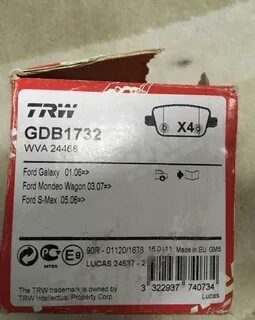 TRW
GDB1732
X4
WVA 24468
Ford Galaxy 01.06=>
Ford Mondeo Wagon 03.07=>
Ford S-Max 05.06=>
90R - 01120/
Made in EU GMS
LUCAS 24537 - 2
3 322937 740734
The TRW trademark is owned by
TRW Intellectual Property Corp.
Lucas